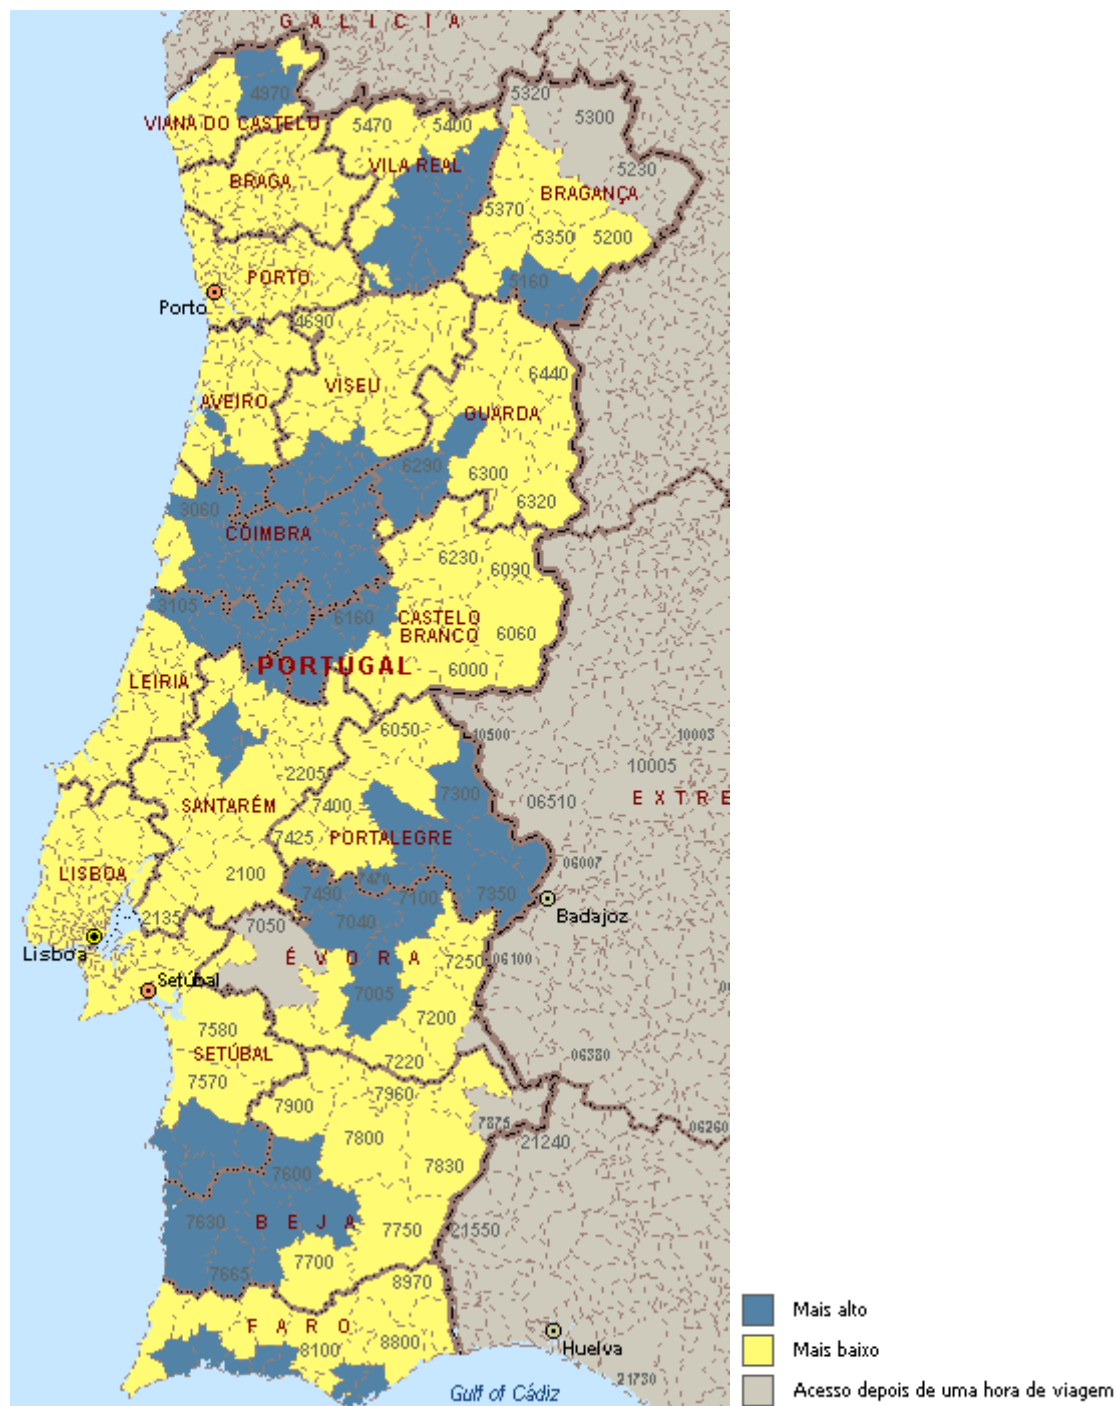 GALICIA
4970
5320
5300
VIANA DO CASTELO
5470
5400
VILA REAL
5230
BRAGA
BRAGANÇA
5370
5350
5200
PORTO
5160
Porto
4690
6440
VISEU
AVEIRO
GUARDA
6290
6300
6320
3060
COIMBRA
6230
6090
3105
6160
CASTELO
BRANCO
6060
PORTUGAL
6000
LEIRIA
6050
10500
10003
10005
2205
7300
06510
EXTRE
SANTARÉM
7400
7425
PORTALEGRE
06007
LISBOA
2100
7470
7490
7100
7350
Badajoz
2135
7050
7040
Lisboa
ÉVORA
7250
06100
Setúbal
7005
7580
7200
SETÚBAL
7220
06380
7570
7960
7900
7875
06260
7800
21240
7830
7600
7630
BEJA
7750
21550
7700
7665
8970
FARO
8100
8800
Huelva
21730
Gulf of Cádiz
Mais alto
Mais baixo
Acesso depois de uma hora de viagem